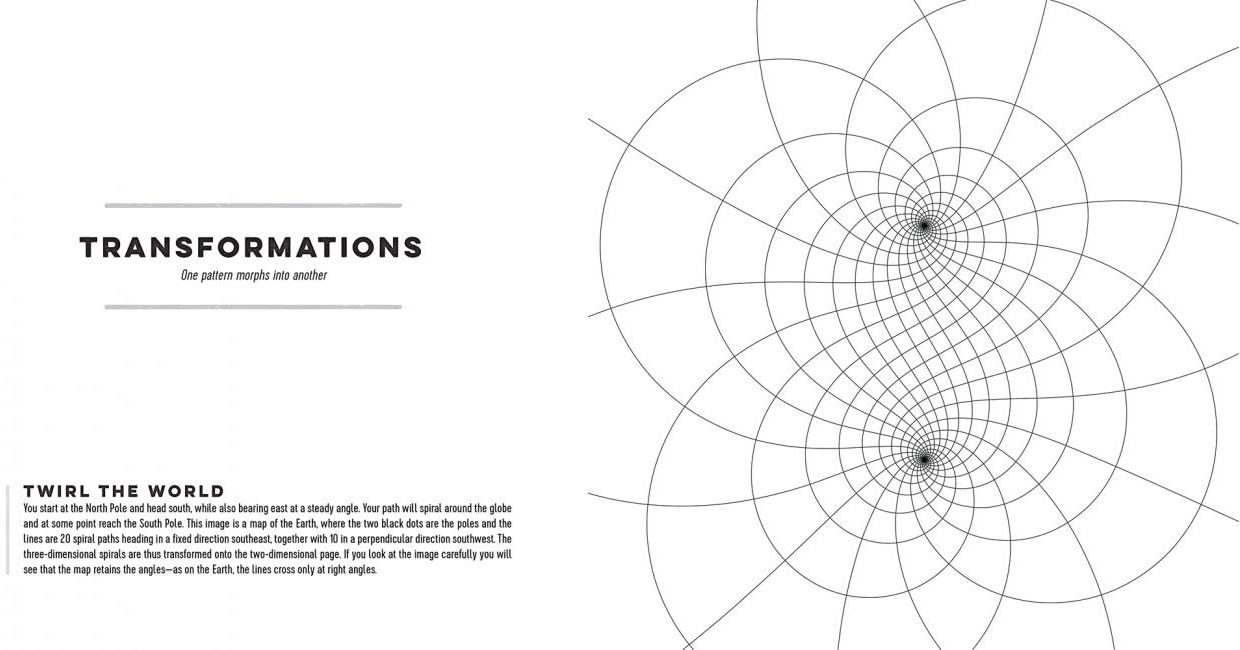 TRANSFORMATIONS
One pattern morphs into another
TWIRL THE WORLD
You start at the North Pole and head south, while also bearing east at a steady angle. Your path will spiral around the globe
and at some point reach the South Pole. This image is a map of the Earth, where the two black dots are the poles and the
lines are 20 spiral paths heading in a fixed direction southeast, together with 10 in a perpendicular direction southwest. The
three-dimensional spirals are thus transformed onto the two-dimensional page. If you look at the image carefully you will
see that the map retains the angles—as on the Earth, the lines cross only at right angles.